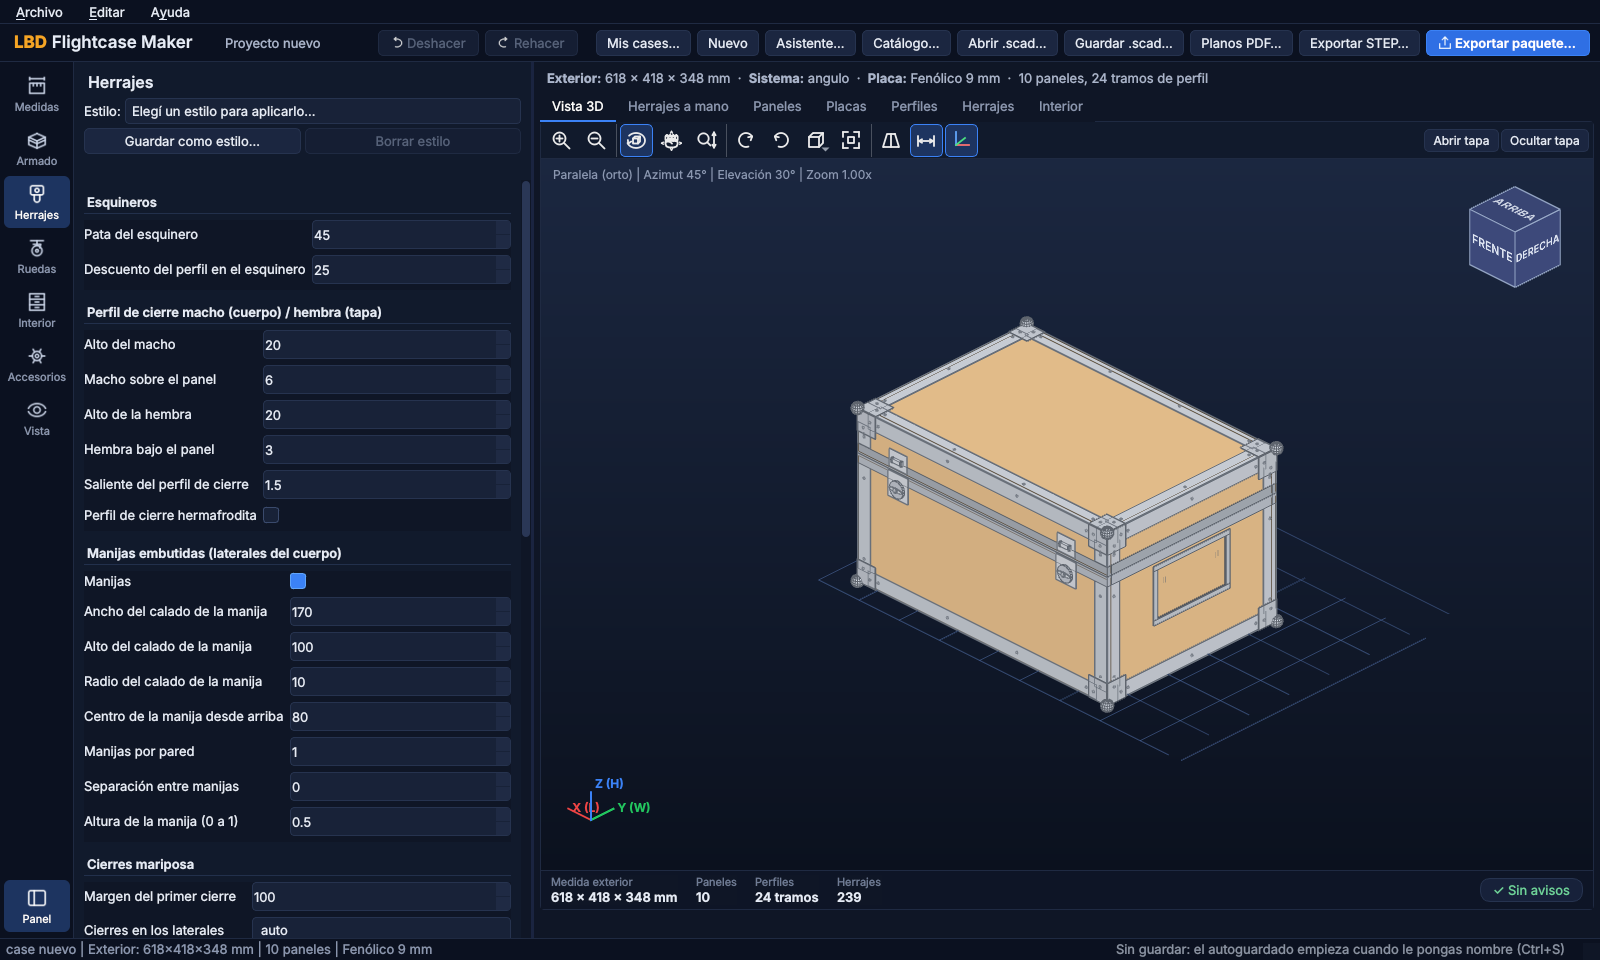 Archivo Editar Ayuda
LBD Flightcase Maker Proyecto nuevo Deshacer Rehacer Mis cases... Nuevo Asistente... Catálogo... Abrir .scad... Guardar .scad... Planos PDF... Exportar STEP... Exportar paquete...
Medidas
Armado
Herrajes
Ruedas
Interior
Accesorios
Vista
Panel
Herrajes
Estilo: Elegí un estilo para aplicarlo...
Guardar como estilo... Borrar estilo
Esquineros
Pata del esquinero 45
Descuento del perfil en el esquinero 25
Perfil de cierre macho (cuerpo) / hembra (tapa)
Alto del macho 20
Macho sobre el panel 6
Alto de la hembra 20
Hembra bajo el panel 3
Saliente del perfil de cierre 1.5
Perfil de cierre hermafrodita
Manijas embutidas (laterales del cuerpo)
Manijas
Ancho del calado de la manija 170
Alto del calado de la manija 100
Radio del calado de la manija 10
Centro de la manija desde arriba 80
Manijas por pared 1
Separación entre manijas 0
Altura de la manija (0 a 1) 0.5
Cierres mariposa
Margen del primer cierre 100
Cierres en los laterales auto
Exterior: 618 × 418 × 348 mm · Sistema: angulo · Placa: Fenólico 9 mm · 10 paneles, 24 tramos de perfil
Vista 3D Herrajes a mano Paneles Placas Perfiles Herrajes Interior
Abrir tapa Ocultar tapa
Paralela (orto) | Azimut 45° | Elevación 30° | Zoom 1.00x
ARRIBA
FRENTE DERECHA
Z (H)
X (L) Y (W)
Medida exterior Paneles Perfiles Herrajes
618 × 418 × 348 mm 10 24 tramos 239
✓ Sin avisos
case nuevo | Exterior: 618×418×348 mm | 10 paneles | Fenólico 9 mm
Sin guardar: el autoguardado empieza cuando le pongas nombre (Ctrl+S)